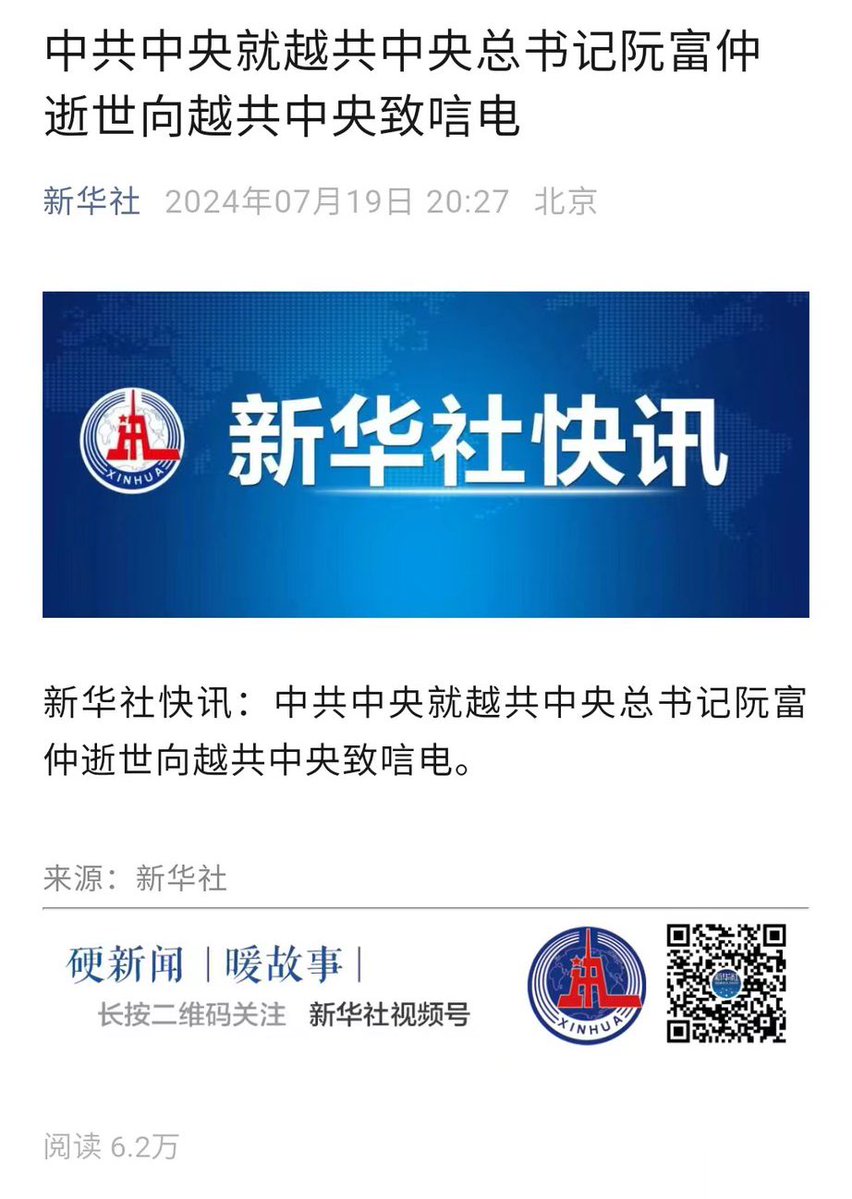 中共中央就越共中央总书记阮富仲
逝世向越共中央致唁电
新华社 2024年07月19日 20:27 北京
讯
XINHUA
新华社快讯
新华社快讯：中共中央就越共中央总书记阮富
仲逝世向越共中央致唁电。
来源：新华社
硬新闻｜暖故事｜
长按二维码关注 新华社视频号
讯
XINHUA
新华社
阅读 6.2万